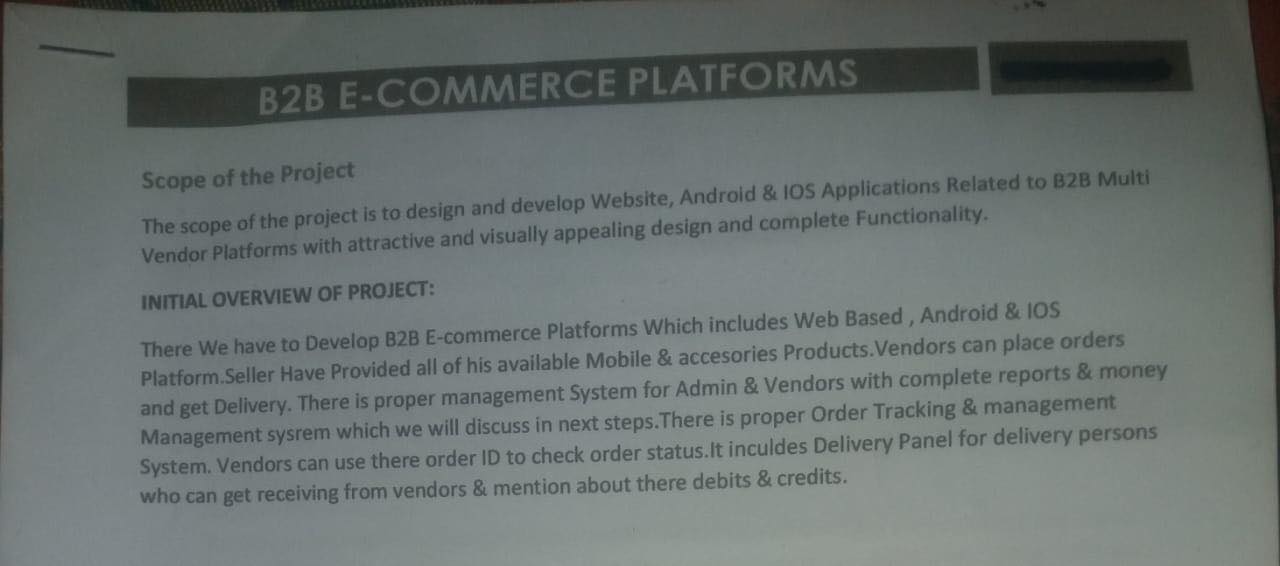 B2B E-COMMERCE PLATFORMS
Scope of the Project
The scope of the project is to design and develop Website, Android & IOS Applications Related to B2B Multi
Vendor Platforms with attractive and visually appealing design and complete Functionality.
INITIAL OVERVIEW OF PROJECT:
There We have to Develop B2B E-commerce Platforms Which includes Web Based , Android & IOS
Platform.Seller Have Provided all of his available Mobile & accesories Products.Vendors can place orders
and get Delivery. There is proper management System for Admin & Vendors with complete reports & money
Management sysrem which we will discuss in next steps.There is proper Order Tracking & management
System. Vendors can use there order ID to check order status.It inculdes Delivery Panel for delivery persons
who can get receiving from vendors & mention about there debits & credits.